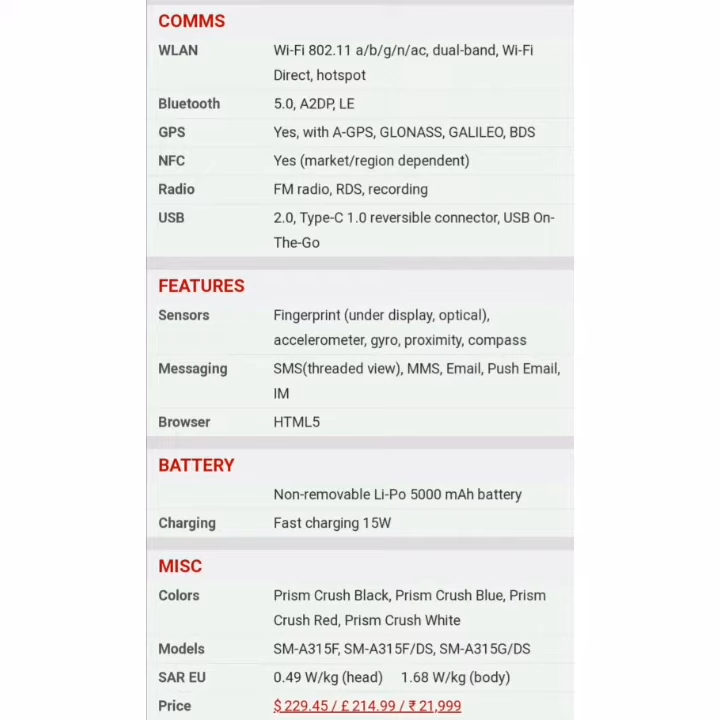 COMMS
WLAN Wi-Fi 802.11 a/b/g/n/ac, dual-band, Wi-Fi
Direct, hotspot
Bluetooth 5.0, A2DP, LE
GPS Yes, with A-GPS, GLONASS, GALILEO, BDS
NFC Yes (market/region dependent)
Radio FM radio, RDS, recording
USB 2.0, Type-C 1.0 reversible connector, USB On-
The-Go
FEATURES
Sensors Fingerprint (under display, optical),
accelerometer, gyro, proximity, compass
Messaging SMS(threaded view), MMS, Email, Push Email,
IM
Browser HTML5
BATTERY
Non-removable Li-Po 5000 mAh battery
Charging Fast charging 15W
MISC
Colors Prism Crush Black, Prism Crush Blue, Prism
Crush Red, Prism Crush White
Models SM-A315F, SM-A315F/DS, SM-A315G/DS
SAR EU 0.49 W/kg (head) 1.68 W/kg (body)
Price $ 229.45 / £ 214.99 / ₹ 21,999